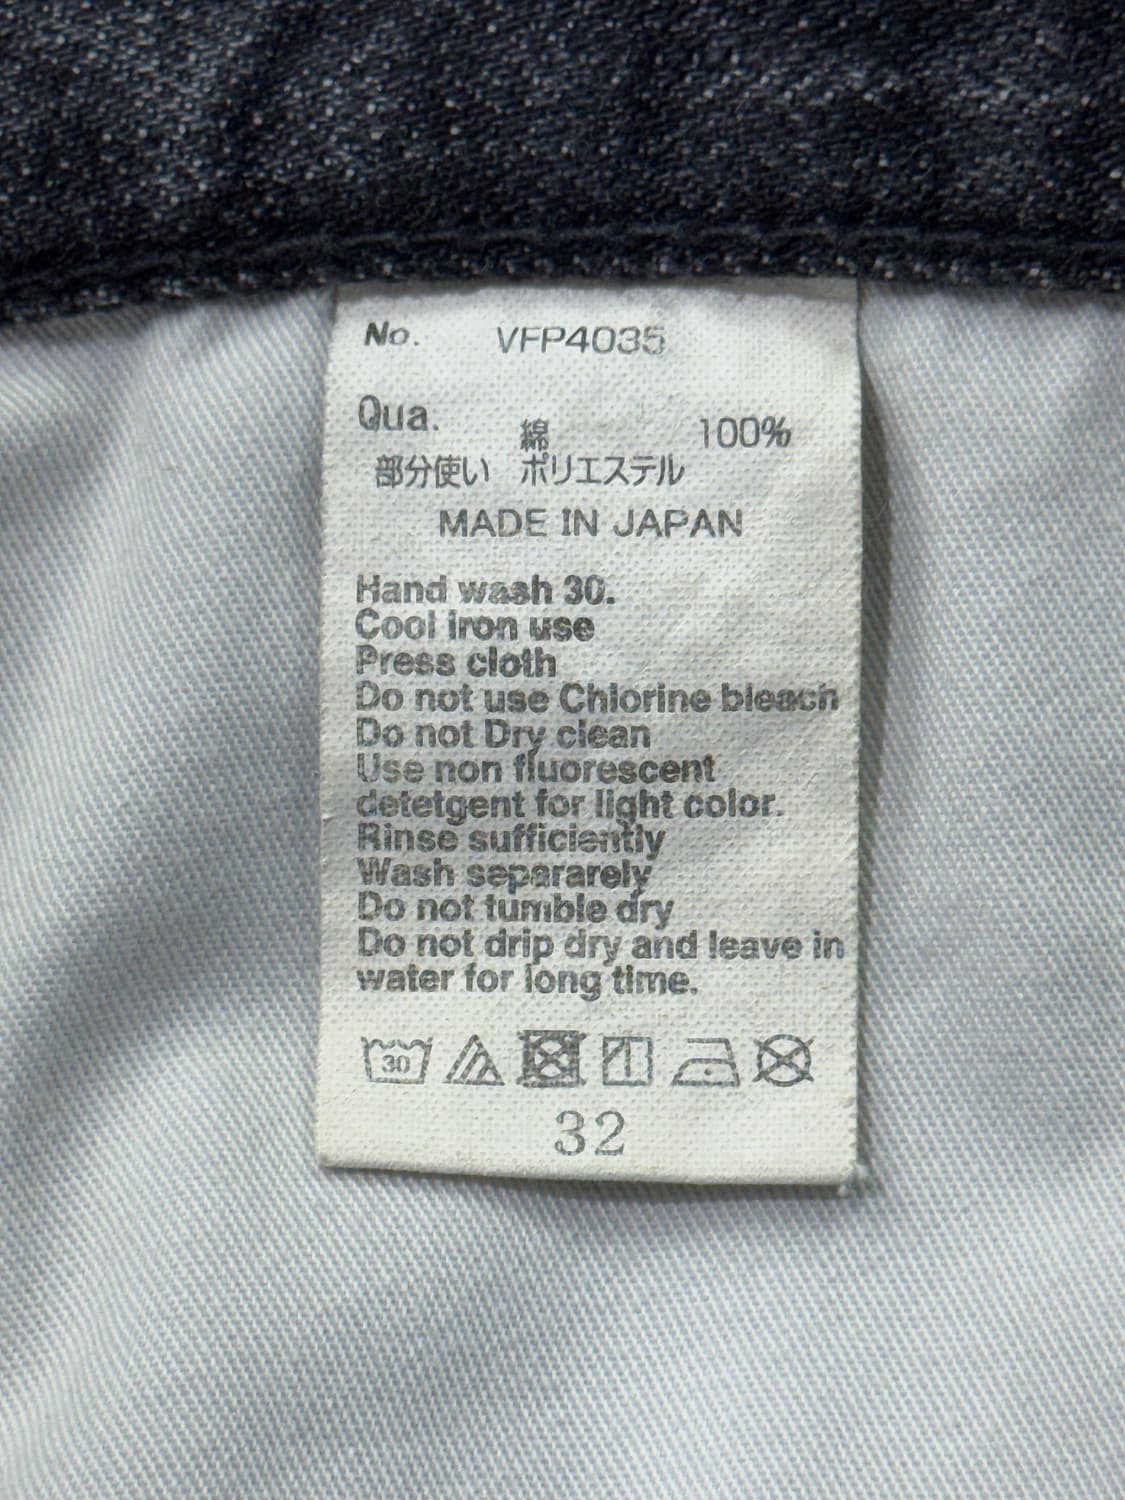 No. VFP4035
Qua. 綿 100%
部分使い ポリエステル
MADE IN JAPAN
Hand wash 30.
Cool iron use
Press cloth
Do not use Chlorine bleach
Do not Dry clean
Use non fluorescent
detetgent for light color.
Rinse sufficiently
Wash separarely
Do not tumble dry
Do not drip dry and leave in
water for long time.
30
32